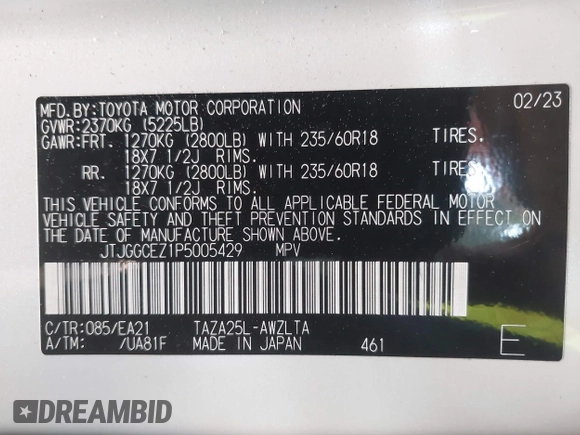 MFD.BY:TOYOTA MOTOR CORPORATION 02/23
GVWR:2370KG (5225LB)
GAWR:FRT. 1270KG (2800LB) WITH 235/60R18 TIRES.
18X7 1/2J RIMS.
RR. 1270KG (2800LB) WITH 235/60R18 TIRES.
18X7 1/2J RIMS.
THIS VEHICLE CONFORMS TO ALL APPLICABLE FEDERAL MOTOR
VEHICLE SAFETY AND THEFT PREVENTION STANDARDS IN EFFECT ON
THE DATE OF MANUFACTURE SHOWN ABOVE.
JTJGGCEZ1P5005429 MPV
C/TR:085/EA21 TAZA25L-AWZLTA
A/TM: /UA81F MADE IN JAPAN 461 E
DREAMBID